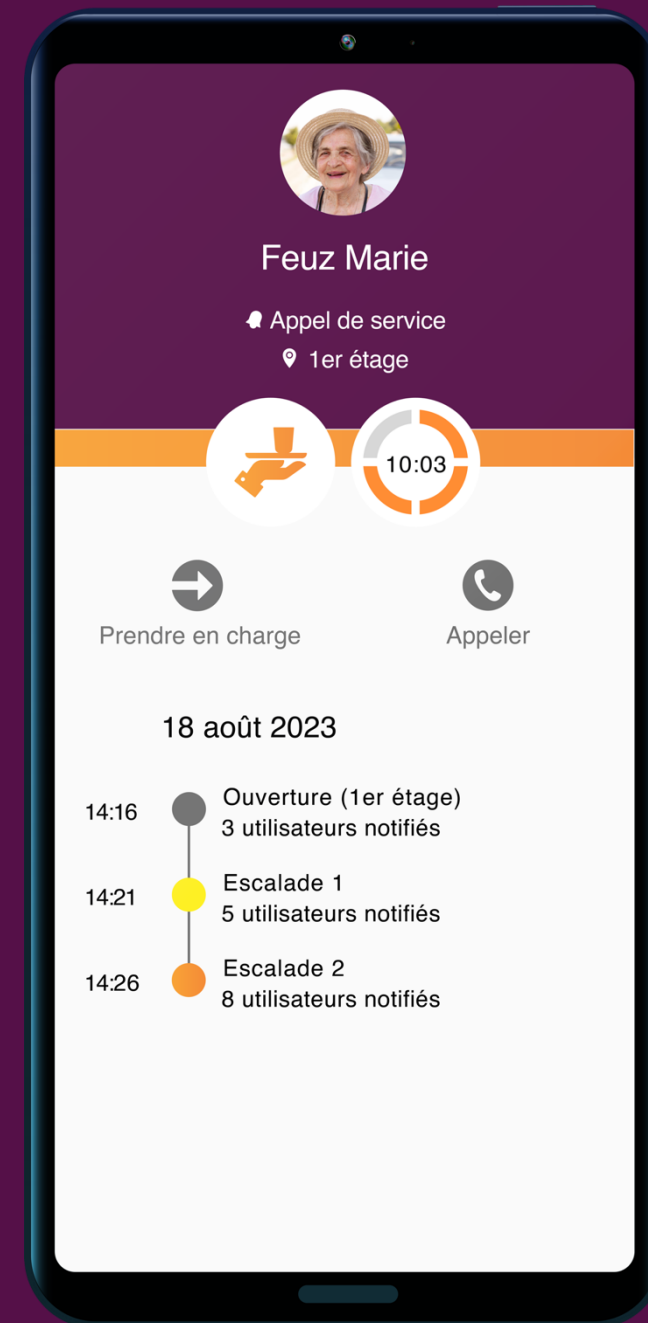 Feuz Marie
Appel de service
1er étage
10:03
Prendre en charge
Appeler
18 août 2023
14:16
Ouverture (1er étage)
3 utilisateurs notifiés
14:21
Escalade 1
5 utilisateurs notifiés
14:26
Escalade 2
8 utilisateurs notifiés